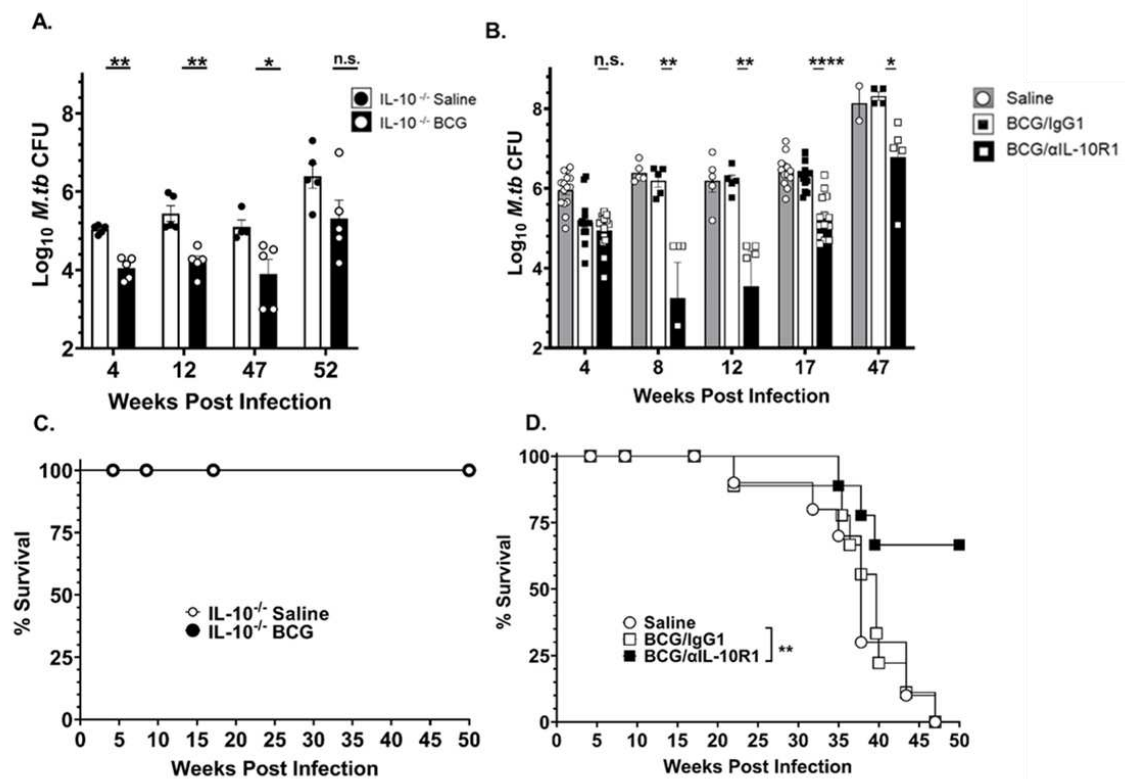 A.
** ** * n.s.
IL-10 -/- Saline
IL-10 -/- BCG
Log10 M.tb CFU
8
6
4
2
4 12 47 52
Weeks Post Infection
B.
n.s. ** ** **** *
Saline
BCG/IgG1
BCG/αIL-10R1
Log10 M.tb CFU
8
6
4
2
4 8 12 17 47
Weeks Post Infection
C.
% Survival
100
75
50
25
0
IL-10-/- Saline
IL-10-/- BCG
0 5 10 15 20 25 30 35 40 45 50
Weeks Post Infection
D.
% Survival
100
75
50
25
0
Saline
BCG/IgG1
BCG/αIL-10R1
**
0 5 10 15 20 25 30 35 40 45 50
Weeks Post Infection